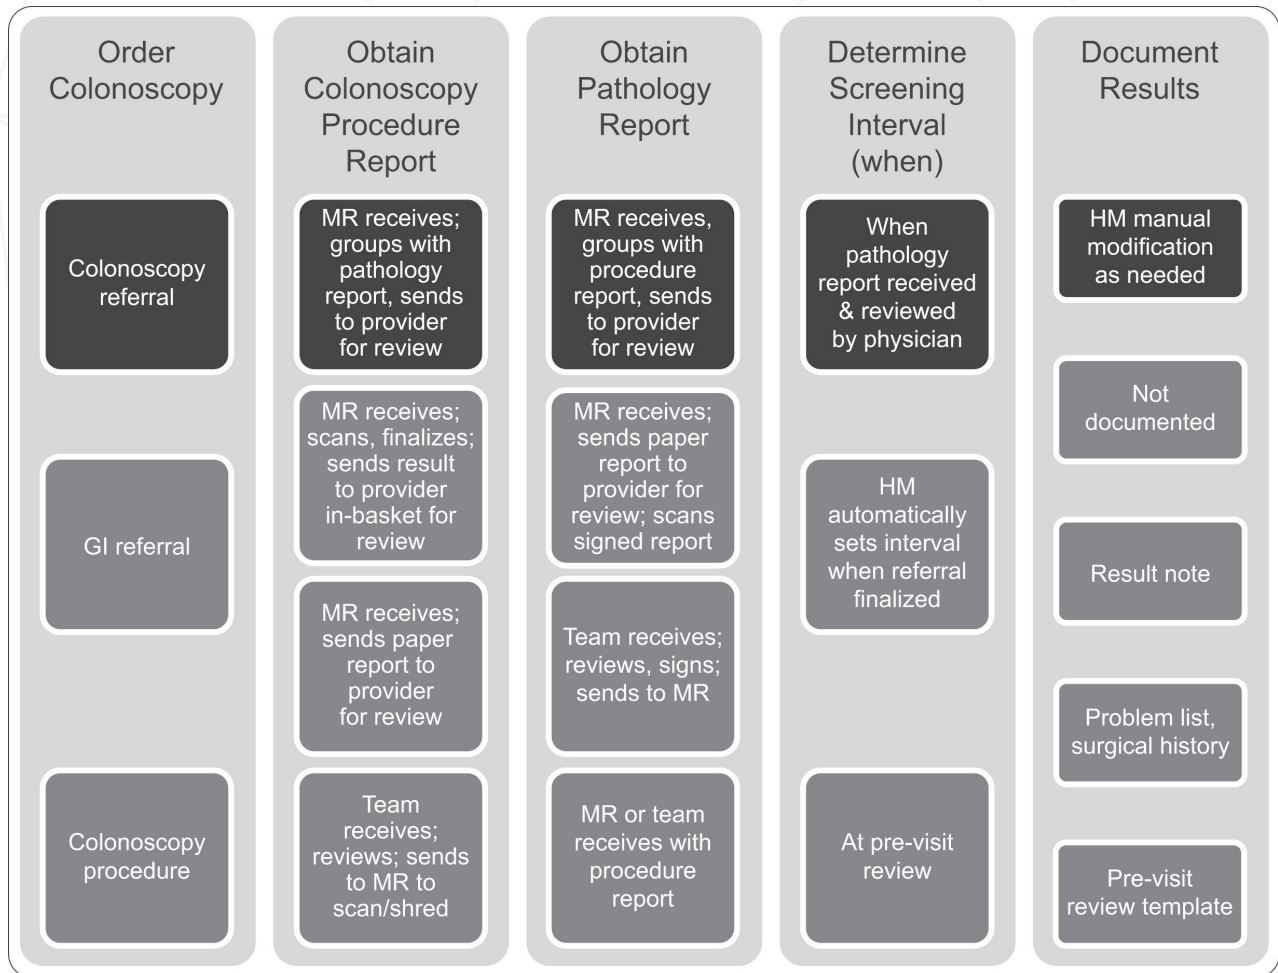 Order
Colonoscopy
Colonoscopy
referral
GI referral
Colonoscopy
procedure
Obtain
Colonoscopy
Procedure
Report
MR receives;
groups with
pathology
report, sends
to provider
for review
MR receives;
scans, finalizes;
sends result
to provider
in-basket for
review
MR receives;
sends paper
report to
provider
for review
Team
receives;
reviews; sends
to MR to
scan/shred
Obtain
Pathology
Report
MR receives,
groups with
procedure
report, sends
to provider
for review
MR receives;
sends paper
report to
provider for
review; scans
signed report
Team receives;
reviews, signs;
sends to MR
MR or team
receives with
procedure
report
Determine
Screening
Interval
(when)
When
pathology
report received
& reviewed
by physician
HM
automatically
sets interval
when referral
finalized
At pre-visit
review
Document
Results
HM manual
modification
as needed
Not
documented
Result note
Problem list,
surgical history
Pre-visit
review template